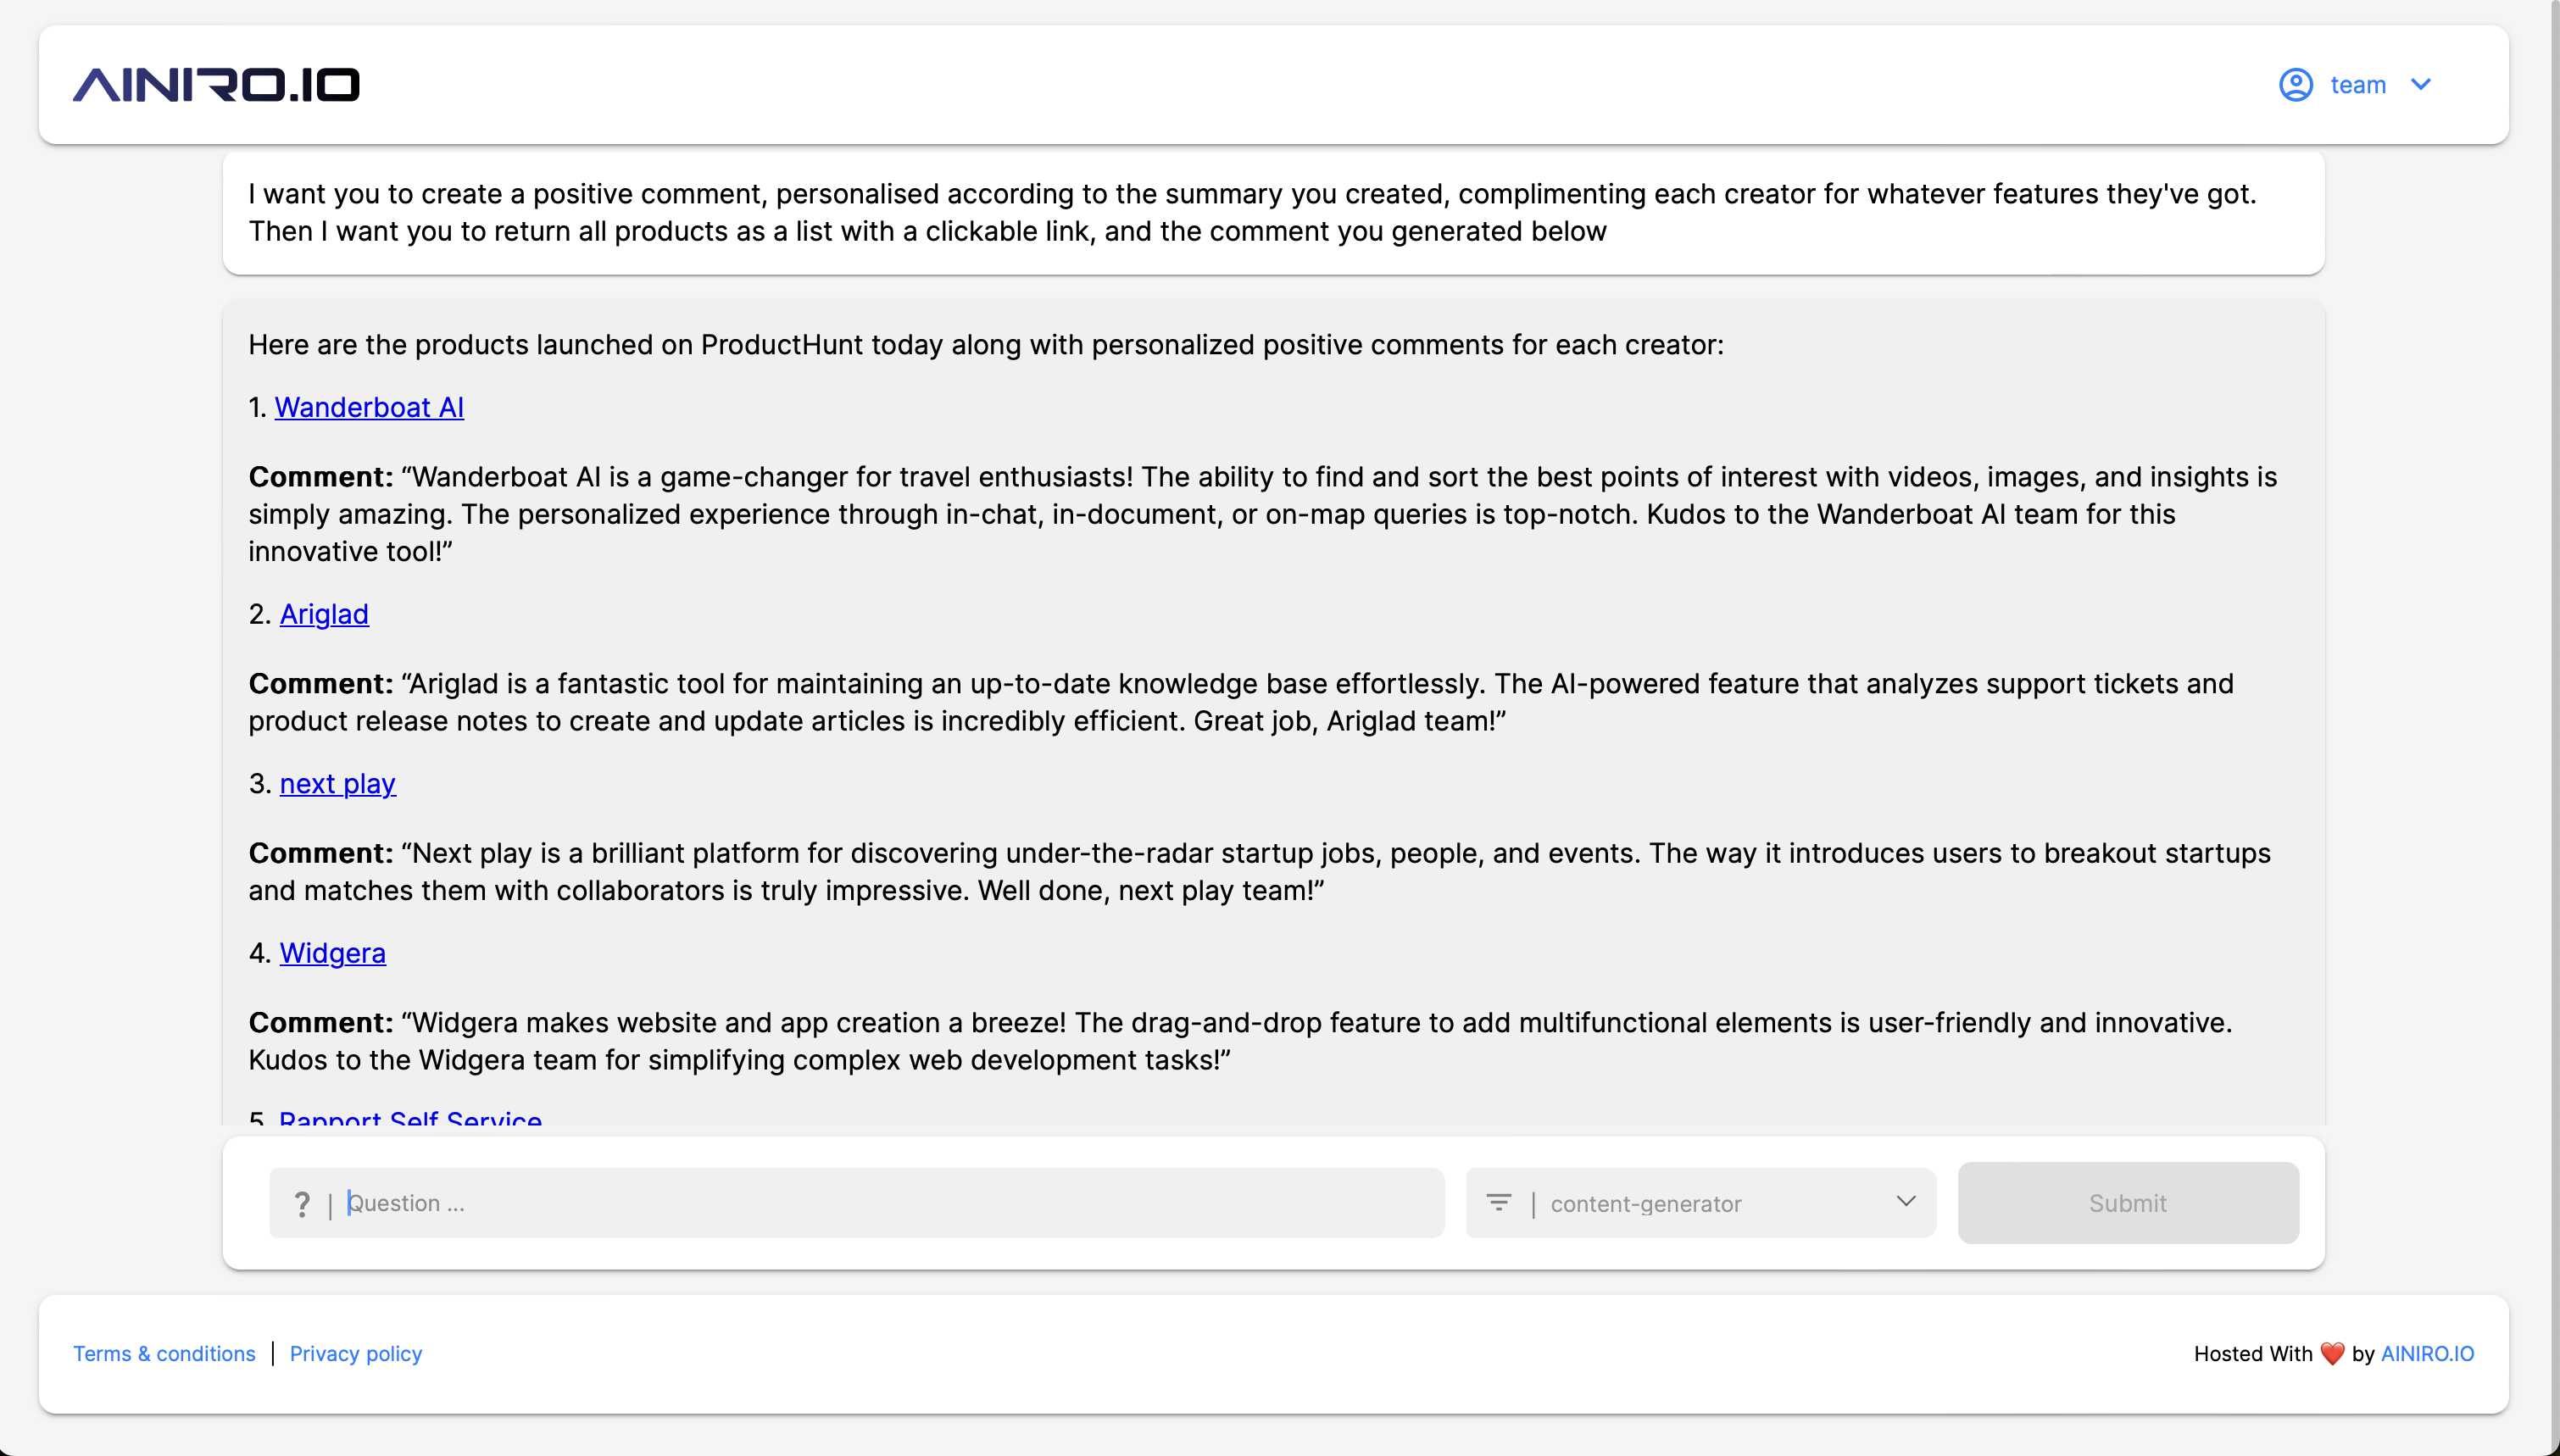 AINIRO.IO
team
I want you to create a positive comment, personalised according to the summary you created, complimenting each creator for whatever features they've got.
Then I want you to return all products as a list with a clickable link, and the comment you generated below
Here are the products launched on ProductHunt today along with personalized positive comments for each creator:
1. Wanderboat AI
Comment: “Wanderboat AI is a game-changer for travel enthusiasts! The ability to find and sort the best points of interest with videos, images, and insights is
simply amazing. The personalized experience through in-chat, in-document, or on-map queries is top-notch. Kudos to the Wanderboat AI team for this
innovative tool!”
2. Ariglad
Comment: “Ariglad is a fantastic tool for maintaining an up-to-date knowledge base effortlessly. The AI-powered feature that analyzes support tickets and
product release notes to create and update articles is incredibly efficient. Great job, Ariglad team!”
3. next play
Comment: “Next play is a brilliant platform for discovering under-the-radar startup jobs, people, and events. The way it introduces users to breakout startups
and matches them with collaborators is truly impressive. Well done, next play team!”
4. Widgera
Comment: “Widgera makes website and app creation a breeze! The drag-and-drop feature to add multifunctional elements is user-friendly and innovative.
Kudos to the Widgera team for simplifying complex web development tasks!”
5. Rapport Self Service
? | Question ...
| content-generator
Submit
Terms & conditions | Privacy policy
Hosted With ❤️ by AINIRO.IO